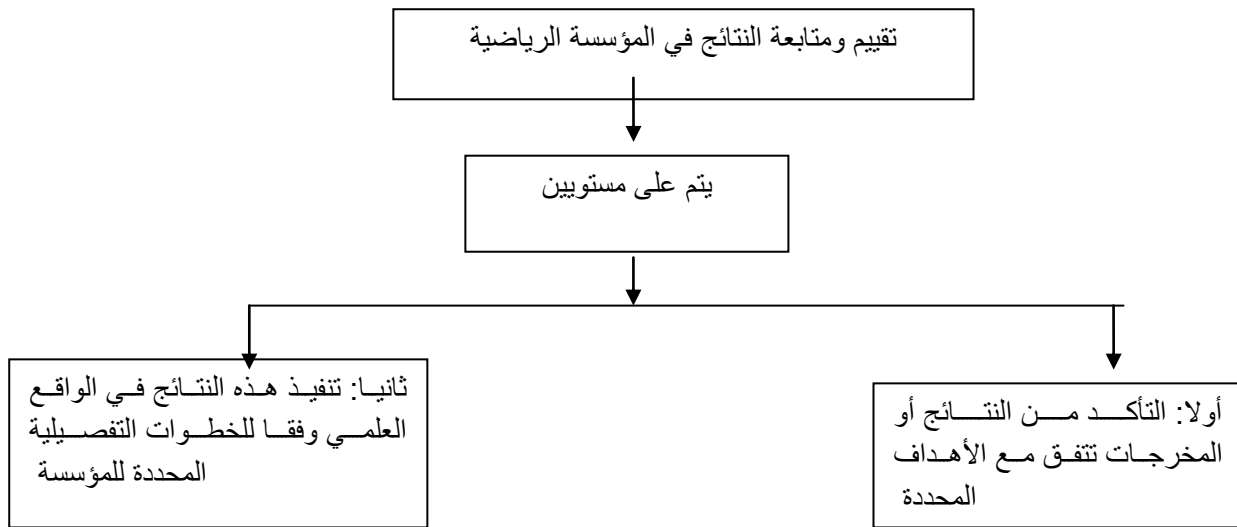 تقييم ومتابعة النتائج في المؤسسة الرياضية
يتم على مستويين
أولا: التأكد من النتائج أو
المخرجات تتفق مع الأهداف
المحددة
ثانيا: تنفيذ هذه النتائج في الواقع
العلمي وفقا للخطوات التفصيلية
المحددة للمؤسسة